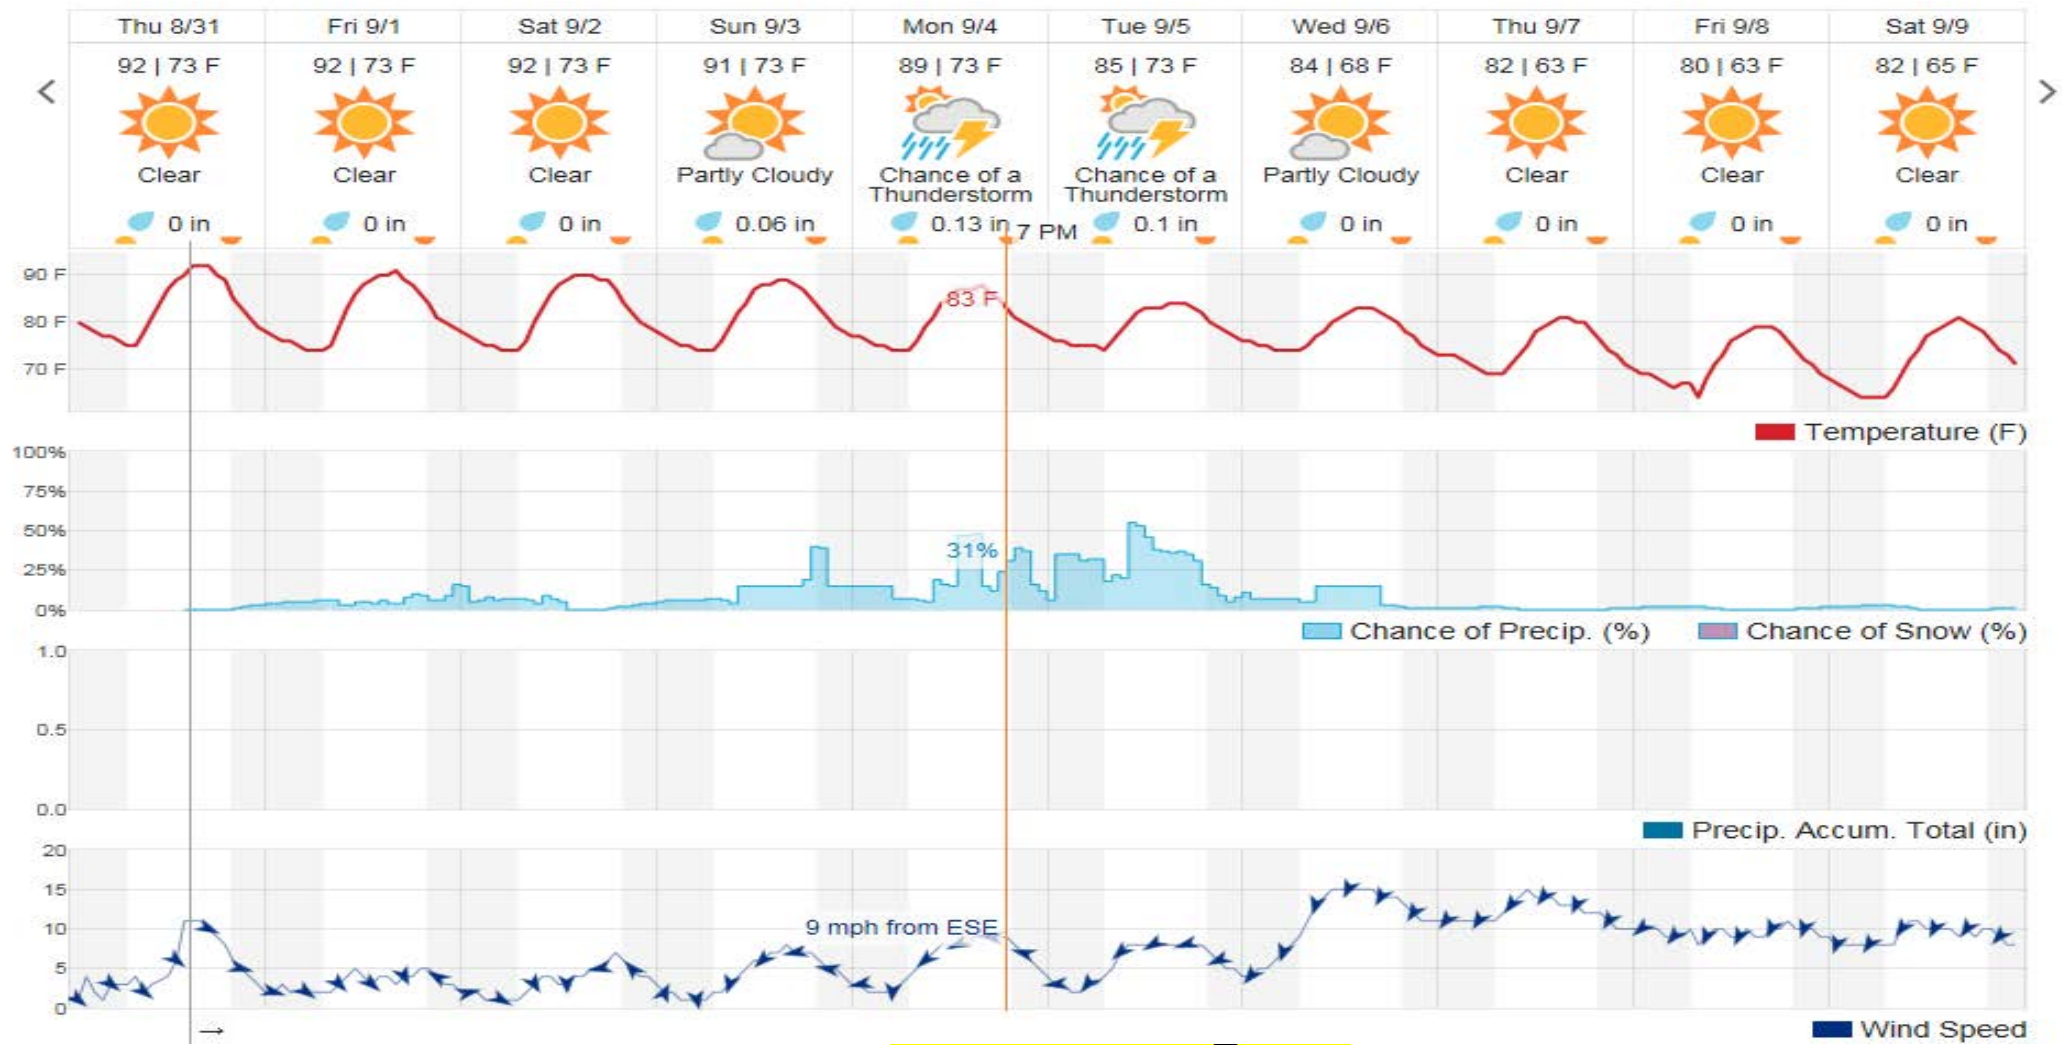 Thu 8/31 Fri 9/1 Sat 9/2 Sun 9/3 Mon 9/4 Tue 9/5 Wed 9/6 Thu 9/7 Fri 9/8 Sat 9/9
92 | 73 F 92 | 73 F 92 | 73 F 91 | 73 F 89 | 73 F 85 | 73 F 84 | 68 F 82 | 63 F 80 | 63 F 82 | 65 F
Clear Clear Clear Partly Cloudy Chance of a Chance of a Partly Cloudy Clear Clear Clear
Thunderstorm Thunderstorm
0 in 0 in 0 in 0.06 in 0.13 in 0.1 in 0 in 0 in 0 in 0 in
7 PM
90 F
83 F
80 F
70 F
Temperature (F)
100%
75%
50%
31%
25%
0%
Chance of Precip. (%) Chance of Snow (%)
1.0
0.5
0.0
Precip. Accum. Total (in)
20
15
10
9 mph from ESE
5
0
Wind Speed